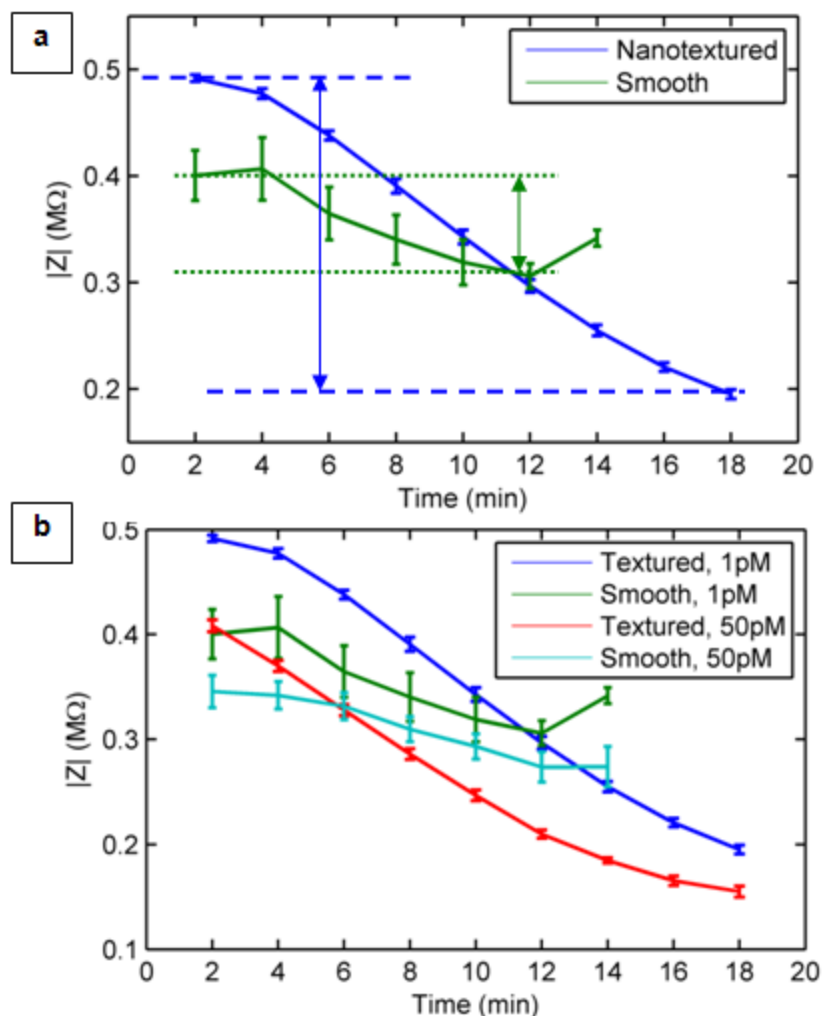 a
Nanotextured
Smooth
0.5
0.4
0.3
0.2
|Z| (MΩ)
0 2 4 6 8 10 12 14 16 18 20
Time (min)
b
Textured, 1pM
Smooth, 1pM
Textured, 50pM
Smooth, 50pM
0.5
0.4
0.3
0.2
0.1
|Z| (MΩ)
0 2 4 6 8 10 12 14 16 18 20
Time (min)